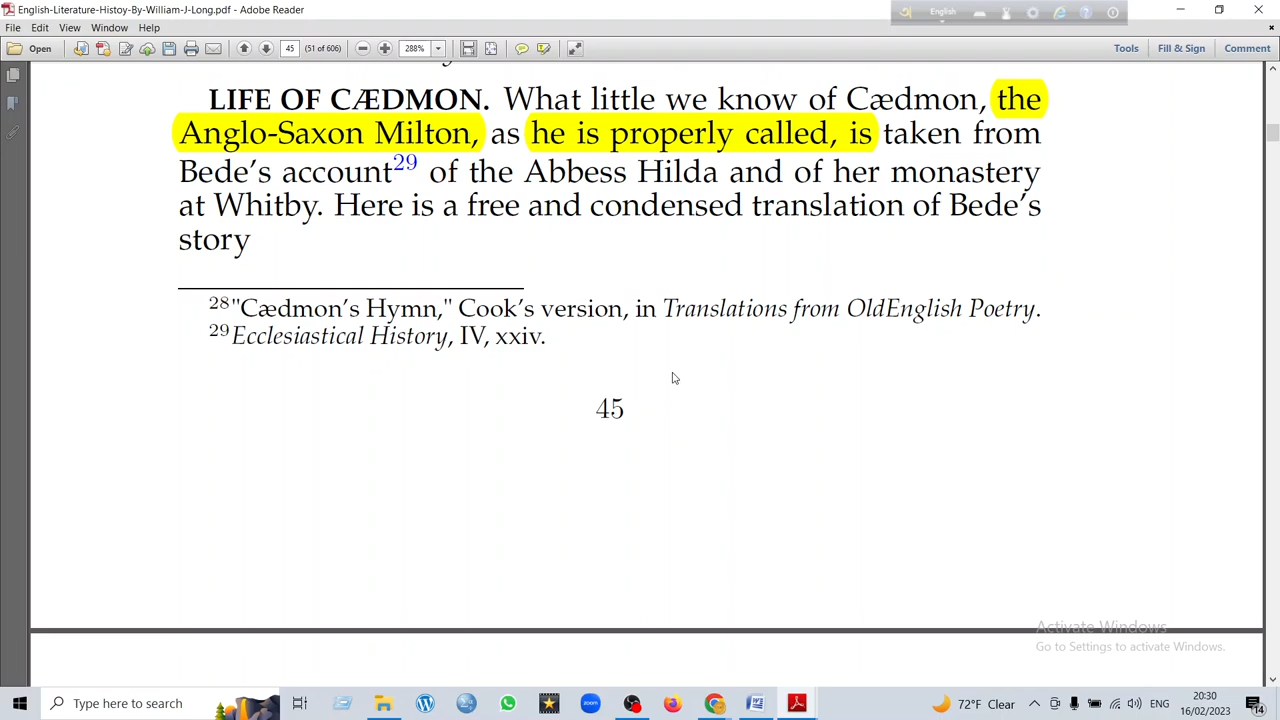 English-Literature-Histoy-By-William-J-Long.pdf - Adobe Reader
English
File Edit View Window Help
Open 45 (51 of 606) 288% Tools Fill & Sign Comment
LIFE OF CÆDMON. What little we know of Cædmon, the
Anglo-Saxon Milton, as he is properly called, is taken from
Bede's account29 of the Abbess Hilda and of her monastery
at Whitby. Here is a free and condensed translation of Bede's
story
28"Cædmon's Hymn," Cook's version, in Translations from OldEnglish Poetry.
29Ecclesiastical History, IV, xxiv.
45
Activate Windows
Go to Settings to activate Windows.
Type here to search
zoom
72°F Clear
ENG
20:30
16/02/2023
14